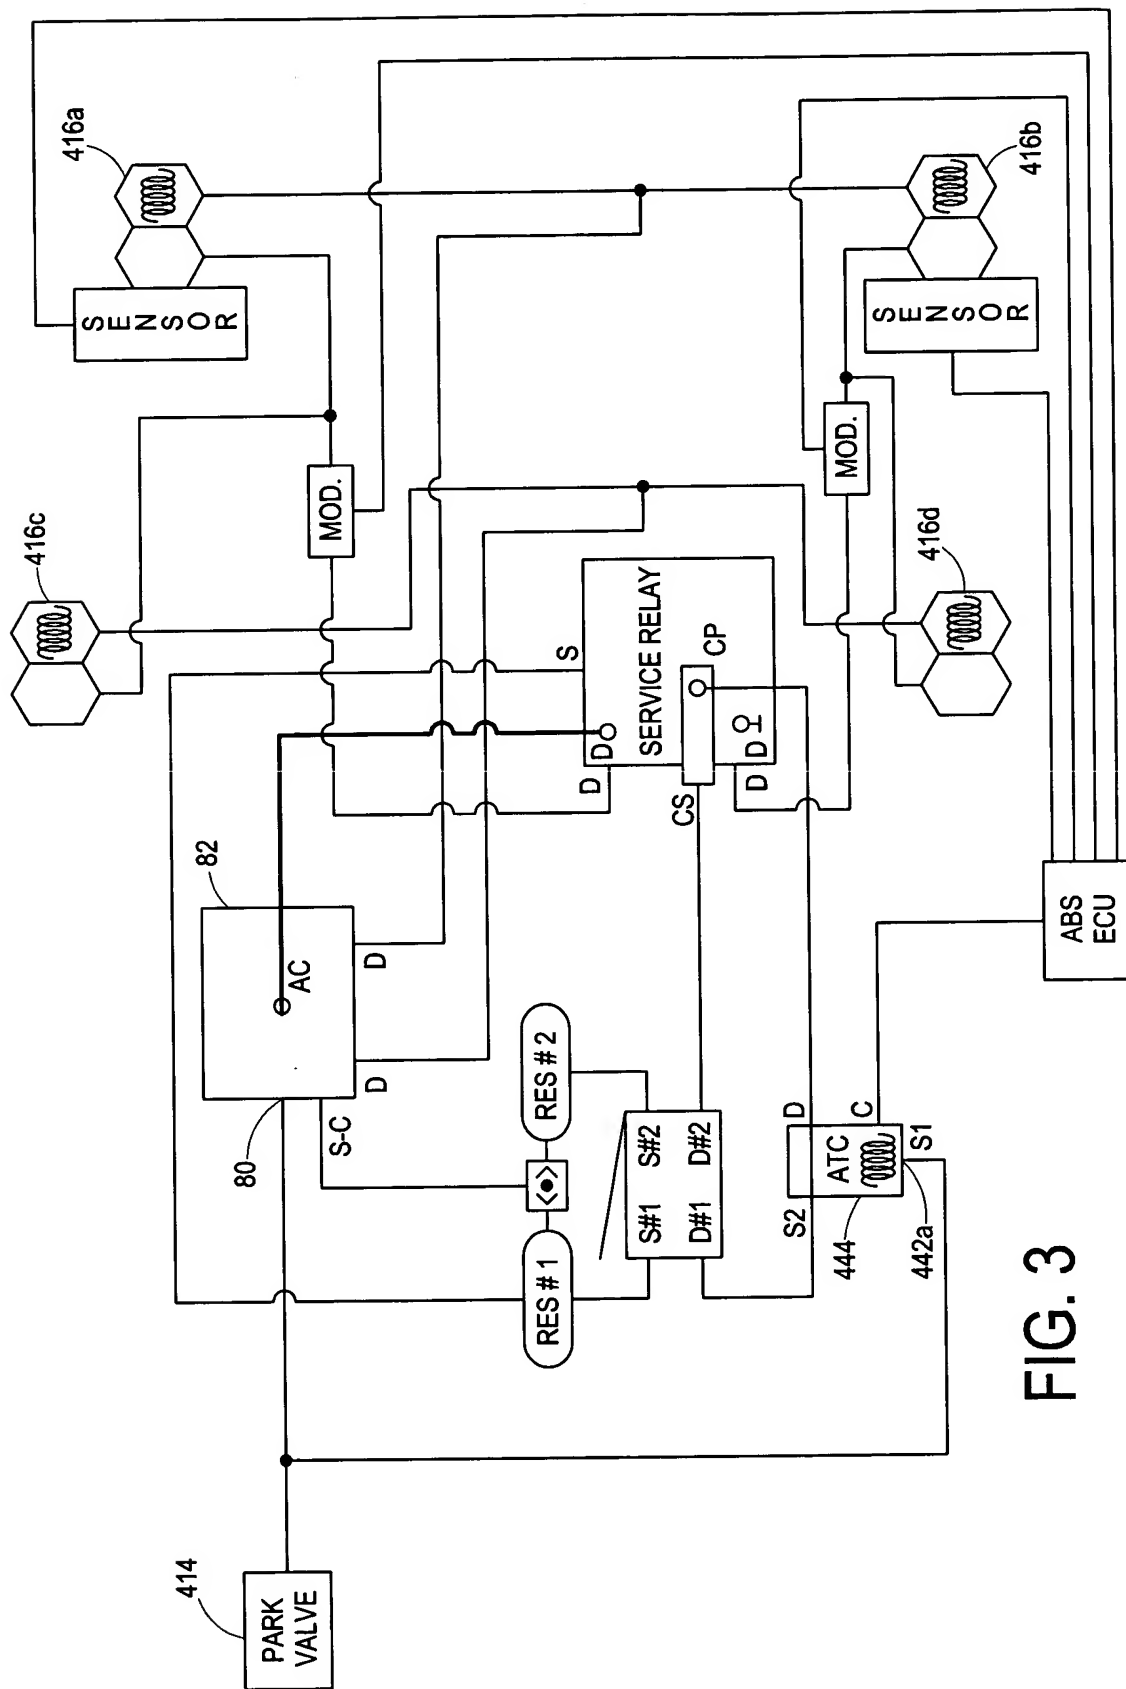 414
PARK
VALVE
80
82
AC
S-C
D
D
RES # 1
RES # 2
S#1
S#2
D#1
D#2
S2
D
ATC
C
S1
444
442a
CS
CP
D
D
D
D
S
SERVICE RELAY
MOD.
MOD.
416c
416a
SENSOR
416d
416b
SENSOR
ABS
ECU
FIG. 3